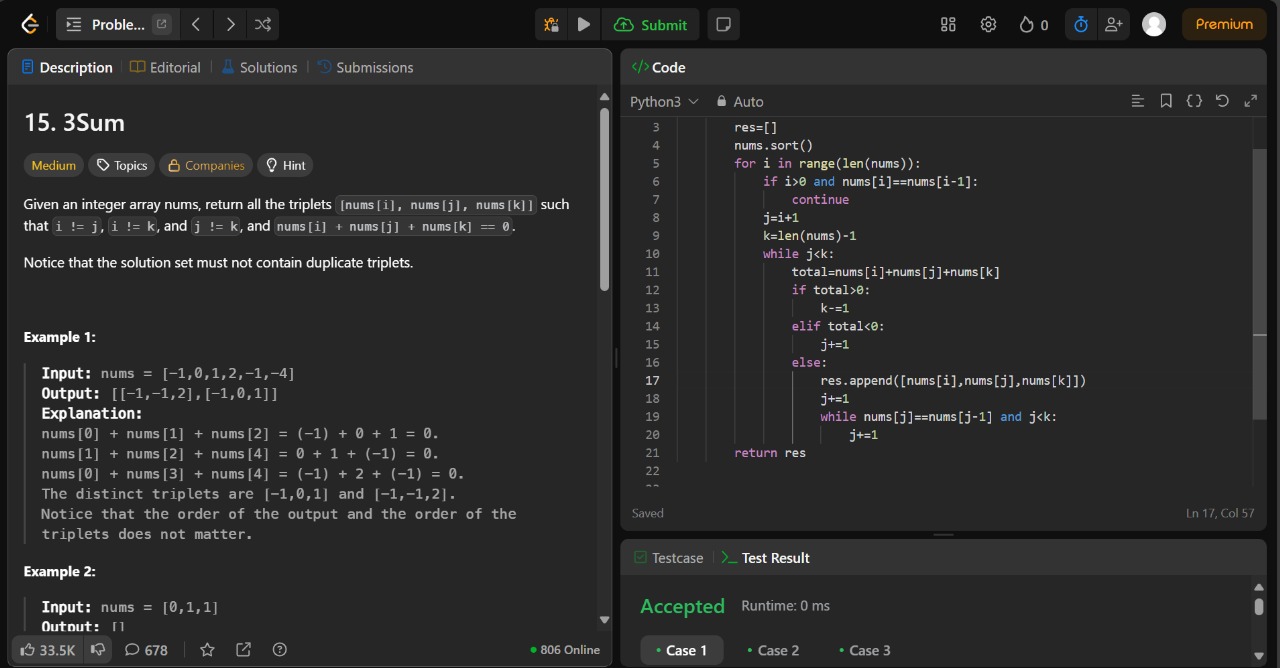 Proble...
Submit
0
Premium
Description
Editorial
Solutions
Submissions
15. 3Sum
Medium
Topics
Companies
Hint
Given an integer array nums, return all the triplets [nums[i], nums[j], nums[k]] such
that i != j, i != k, and j != k, and nums[i] + nums[j] + nums[k] == 0.
Notice that the solution set must not contain duplicate triplets.
Example 1:
Input: nums = [-1,0,1,2,-1,-4]
Output: [[-1,-1,2],[-1,0,1]]
Explanation:
nums[0] + nums[1] + nums[2] = (-1) + 0 + 1 = 0.
nums[1] + nums[2] + nums[4] = 0 + 1 + (-1) = 0.
nums[0] + nums[3] + nums[4] = (-1) + 2 + (-1) = 0.
The distinct triplets are [-1,0,1] and [-1,-1,2].
Notice that the order of the output and the order of the
triplets does not matter.
Example 2:
Input: nums = [0,1,1]
Output: []
33.5K
678
806 Online
</> Code
Python3
Auto
3 res=[]
4 nums.sort()
5 for i in range(len(nums)):
6 if i>0 and nums[i]==nums[i-1]:
7 continue
8 j=i+1
9 k=len(nums)-1
10 while j<k:
11 total=nums[i]+nums[j]+nums[k]
12 if total>0:
13 k-=1
14 elif total<0:
15 j+=1
16 else:
17 res.append([nums[i],nums[j],nums[k]])
18 j+=1
19 while nums[j]==nums[j-1] and j<k:
20 j+=1
21 return res
22
Saved
Ln 17, Col 57
Testcase
Test Result
Accepted
Runtime: 0 ms
Case 1
Case 2
Case 3